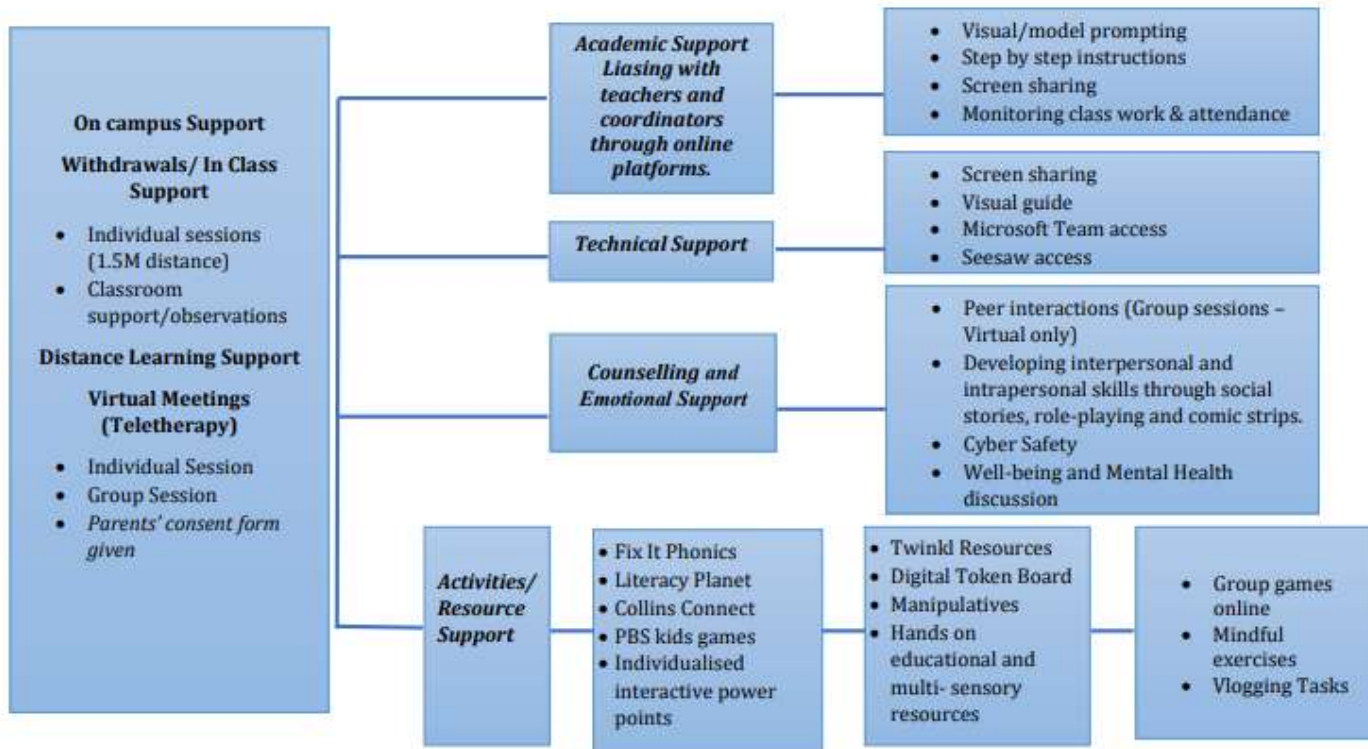 On campus Support
Withdrawals/ In Class
Support
• Individual sessions
(1.5M distance)
• Classroom
support/observations
Distance Learning Support
Virtual Meetings
(Teletherapy)
• Individual Session
• Group Session
• Parents' consent form
given
Academic Support
Liasing with
teachers and
coordinators
through online
platforms.
• Visual/model prompting
• Step by step instructions
• Screen sharing
• Monitoring class work & attendance
Technical Support
• Screen sharing
• Visual guide
• Microsoft Team access
• Seesaw access
Counselling and
Emotional Support
• Peer interactions (Group sessions –
Virtual only)
• Developing interpersonal and
intrapersonal skills through social
stories, role-playing and comic strips.
• Cyber Safety
• Well-being and Mental Health
discussion
Activities/
Resource
Support
• Fix It Phonics
• Literacy Planet
• Collins Connect
• PBS kids games
• Individualised
interactive power
points
• Twinkl Resources
• Digital Token Board
• Manipulatives
• Hands on
educational and
multi- sensory
resources
• Group games
online
• Mindful
exercises
• Vlogging Tasks